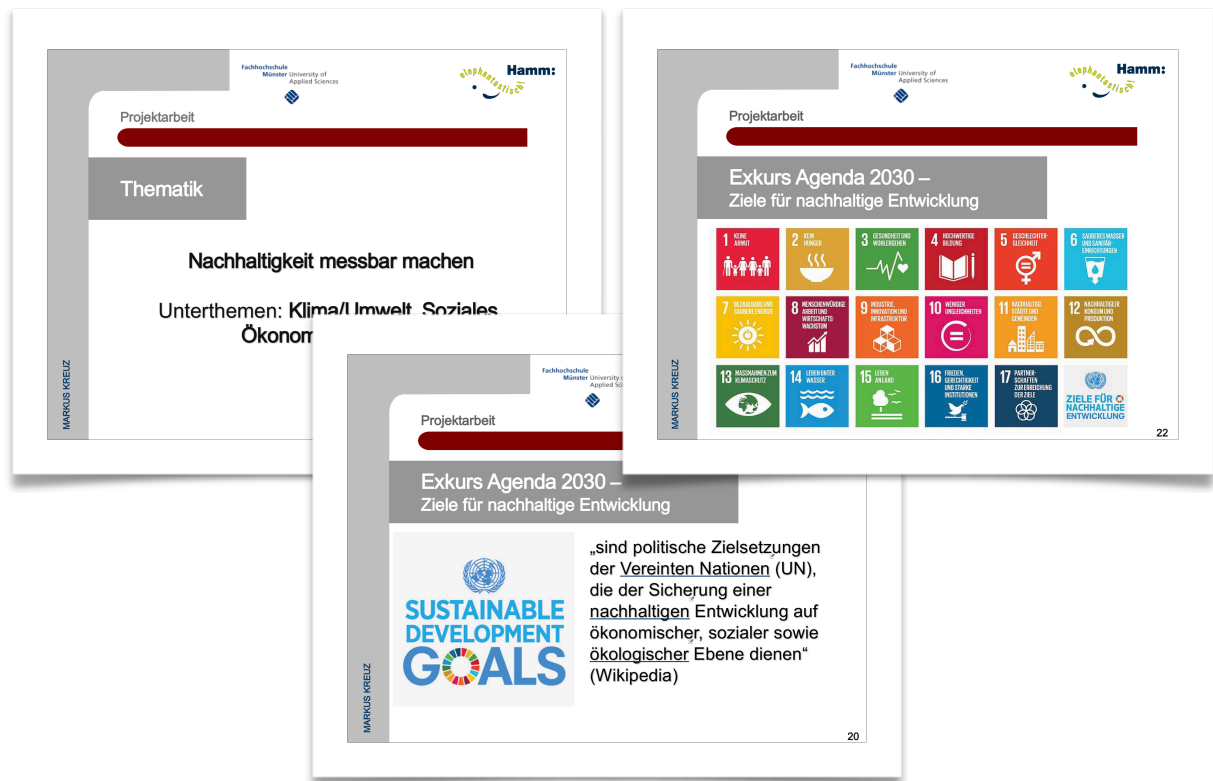 Fachhochschule
Münster University of
Applied Sciences
elephantastisch!
Hamm:
Projektarbeit
Thematik
Nachhaltigkeit messbar machen
Unterthemen: Klima/Umwelt, Soziales
Ökonom
MARKUS KREUZ
Fachhochschule
Münster University of
Applied Sciences
elephantastisch!
Hamm:
Projektarbeit
Exkurs Agenda 2030 –
Ziele für nachhaltige Entwicklung
1 KEINE
ARMUT
2 KEIN
HUNGER
3 GESUNDHEIT UND
WOHLERGEHEN
4 HOCHWERTIGE
BILDUNG
5 GESCHLECHTER-
GLEICHHEIT
6 SAUBERES WASSER
UND SANITÄR-
EINRICHTUNGEN
7 BEZAHLBARE UND
SAUBERE ENERGIE
8 MENSCHENWÜRDIGE
ARBEIT UND
WIRTSCHAFTS-
WACHSTUM
9 INDUSTRIE,
INNOVATION UND
INFRASTRUKTUR
10 WENIGER
UNGLEICHHEITEN
11 NACHHALTIGE
STÄDTE UND
GEMEINDEN
12 NACHHALTIGE/R
KONSUM UND
PRODUKTION
13 MASSNAHMEN ZUM
KLIMASCHUTZ
14 LEBEN UNTER
WASSER
15 LEBEN
AN LAND
16 FRIEDEN,
GERECHTIGKEIT
UND STARKE
INSTITUTIONEN
17 PARTNER-
SCHAFTEN
ZUR ERREICHUNG
DER ZIELE
ZIELE FÜR
NACHHALTIGE
ENTWICKLUNG
MARKUS KREUZ
22
Fachhochschule
Münster University
Applied Sc
Projektarbeit
Exkurs Agenda 2030 –
Ziele für nachhaltige Entwicklung
SUSTAINABLE
DEVELOPMENT
GOALS
„sind politische Zielsetzungen
der Vereinten Nationen (UN),
die der Sicherung einer
nachhaltigen Entwicklung auf
ökonomischer, sozialer sowie
ökologischer Ebene dienen“
(Wikipedia)
MARKUS KREUZ
20